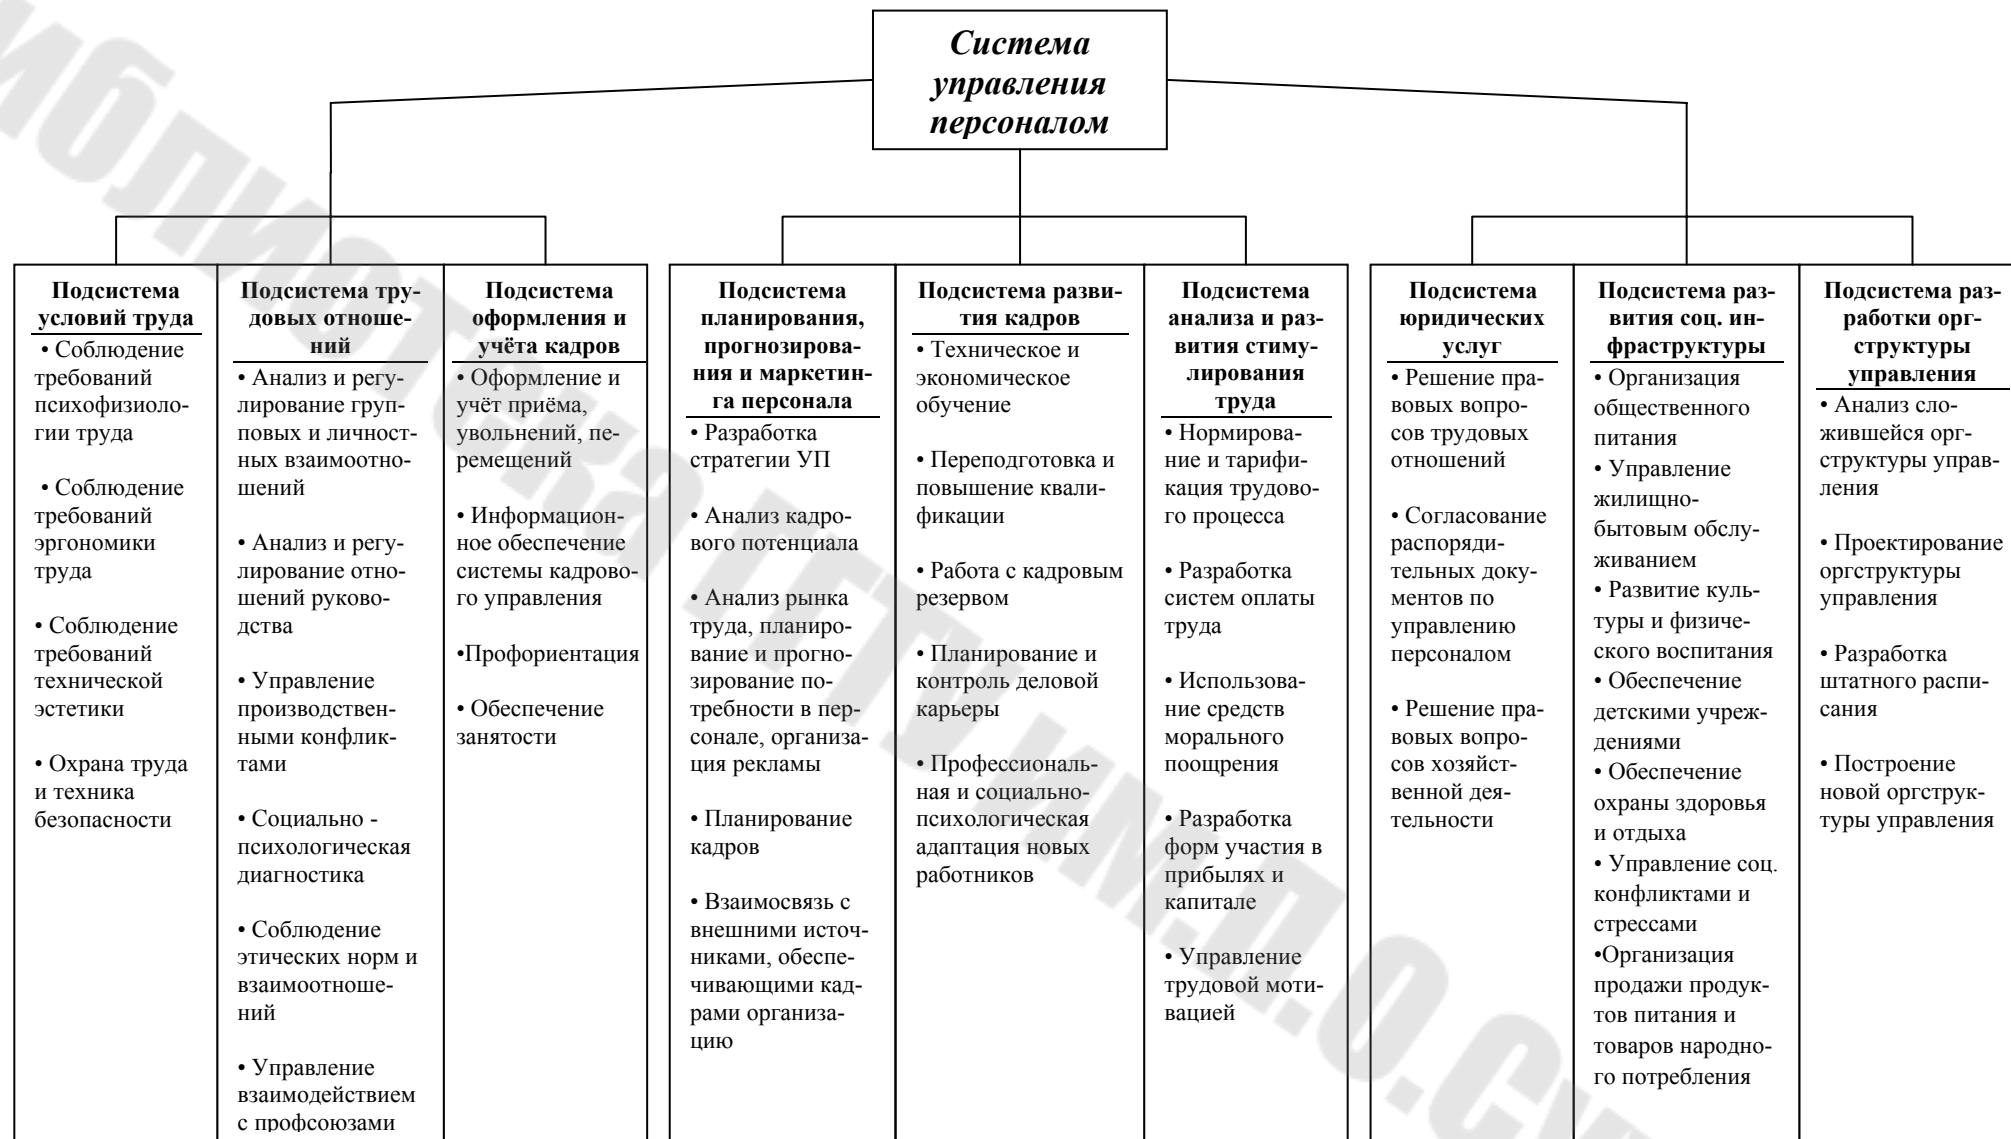 Система
управления
персоналом
Подсистема
условий труда
• Соблюдение
требований
психофизиоло-
гии труда
• Соблюдение
требований
эргономики
труда
• Соблюдение
требований
технической
эстетики
• Охрана труда
и техника
безопасности
Подсистема тру-
довых отноше-
ний
• Анализ и регу-
лирование груп-
повых и личност-
ных взаимоотно-
шений
• Анализ и регу-
лирование отно-
шений руково-
дства
• Управление
производствен-
ными конфлик-
тами
• Социально -
психологическая
диагностика
• Соблюдение
этических норм и
взаимоотноше-
ний
• Управление
взаимодействием
с профсоюзами
Подсистема
оформления и
учёта кадров
• Оформление и
учёт приёма,
увольнений, пе-
ремещений
• Информацион-
ное обеспечение
системы кадрово-
го управления
•Профориентация
• Обеспечение
занятости
Подсистема
планирования,
прогнозирова-
ния и маркетин-
га персонала
• Разработка
стратегии УП
• Анализ кадро-
вого потенциала
• Анализ рынка
труда, планиро-
вание и прогно-
зирование по-
требности в пер-
сонале, организа-
ция рекламы
• Планирование
кадров
• Взаимосвязь с
внешними источ-
никами, обеспе-
чивающими кад-
рами организа-
цию
Подсистема разви-
тия кадров
• Техническое и
экономическое
обучение
• Переподготовка и
повышение квали-
фикации
• Работа с кадровым
резервом
• Планирование и
контроль деловой
карьеры
• Профессиональ-
ная и социально-
психологическая
адаптация новых
работников
Подсистема
анализа и раз-
вития стиму-
лирования
труда
• Нормирова-
ние и тарифи-
кация трудово-
го процесса
• Разработка
систем оплаты
труда
• Использова-
ние средств
морального
поощрения
• Разработка
форм участия в
прибылях и
капитале
• Управление
трудовой моти-
вацией
Подсистема
юридических
услуг
• Решение пра-
вовых вопро-
сов трудовых
отношений
• Согласование
распоряди-
тельных доку-
ментов по
управлению
персоналом
• Решение пра-
вовых вопро-
сов хозяйст-
венной дея-
тельности
Подсистема раз-
вития соц. ин-
фраструктуры
• Организация
общественного
питания
• Управление
жилищно-
бытовым обслу-
живанием
• Развитие куль-
туры и физиче-
ского воспитания
• Обеспечение
детскими учреж-
дениями
• Обеспечение
охраны здоровья
и отдыха
• Управление соц.
конфликтами и
стрессами
•Организация
продажи продук-
тов питания и
товаров народно-
го потребления
Подсистема раз-
работки орг-
структуры
управления
• Анализ сло-
жившейся орг-
структуры управ-
ления
• Проектирование
оргструктуры
управления
• Разработка
штатного распи-
сания
• Построение
новой оргструк-
туры управления
иблиотека ГГТУ им.П.О.Су